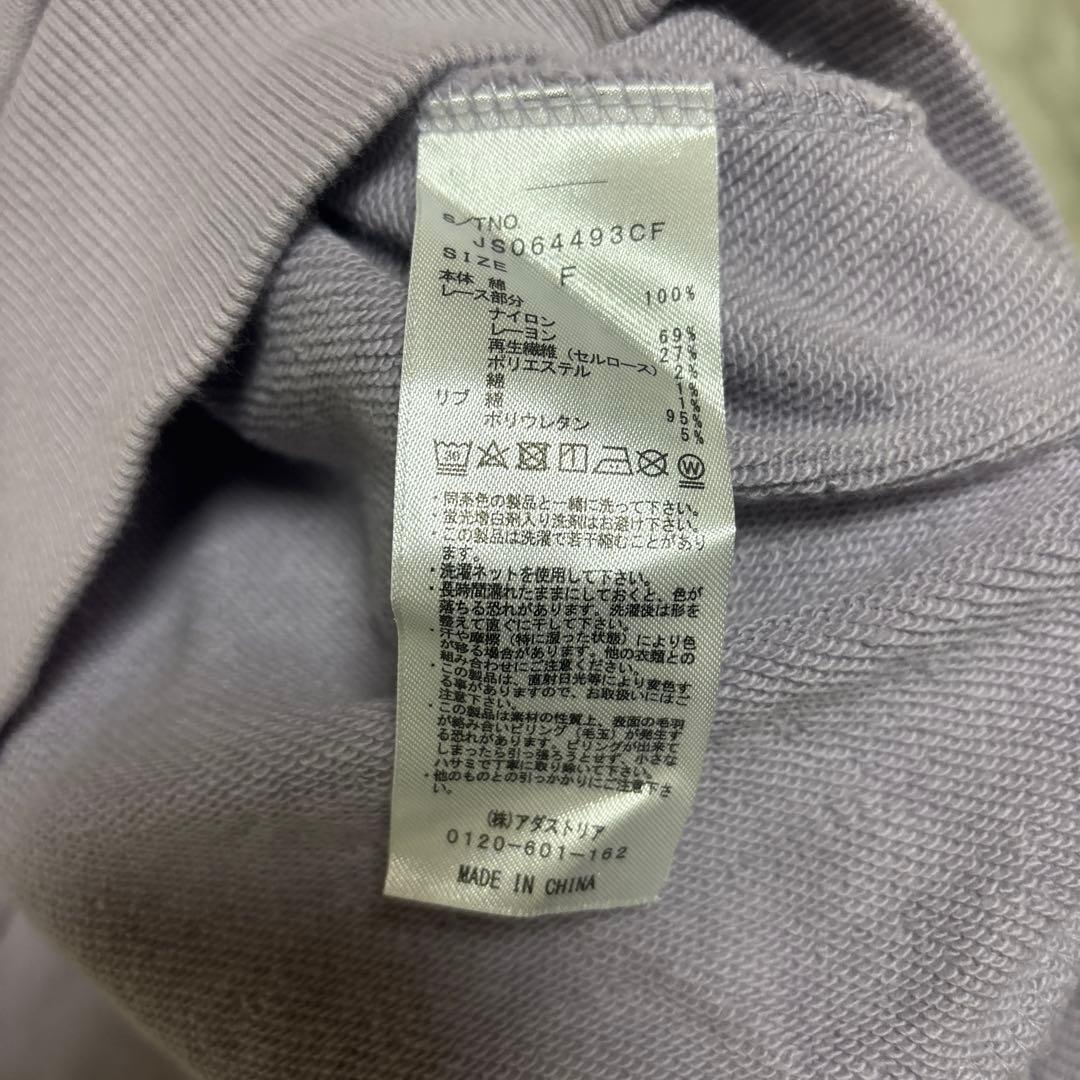 S/TNO.
JS064493CF
SIZE F
本体 綿 100%
レース部分
ナイロン 69%
レーヨン 27%
再生繊維(セルロース) 2%
ポリエステル 1%
綿 1%
リブ 綿 95%
ポリウレタン 5%
30
W
・同系色の製品と一緒に洗って下さい。
・蛍光増白剤入り洗剤はお避け下さい。
・この製品は洗濯で若干縮むことがあり
ます。
・洗濯ネットを使用して下さい。
・長時間濡れたままにしておくと、色が
落ちる恐れがあります。洗濯後は形を
整えて直ぐに干して下さい。
・汗や摩擦(特に湿った状態)により色
が移る場合があります。他の衣類との
組み合わせにご注意ください。
・この製品は、直射日光等により変色す
る事がありますので、お取扱いにはご
注意下さい。
・この製品は素材の性質上、表面の毛羽
が絡み合いピリング(毛玉)が発生す
る恐れがあります。ピリングが出来て
しまったら引っ張ろうとせず、小さな
ハサミで丁寧に取り除いて下さい。
・他のものとの引っかかりにご注意下さ
い。
(株)アダストリア
0120-601-162
MADE IN CHINA